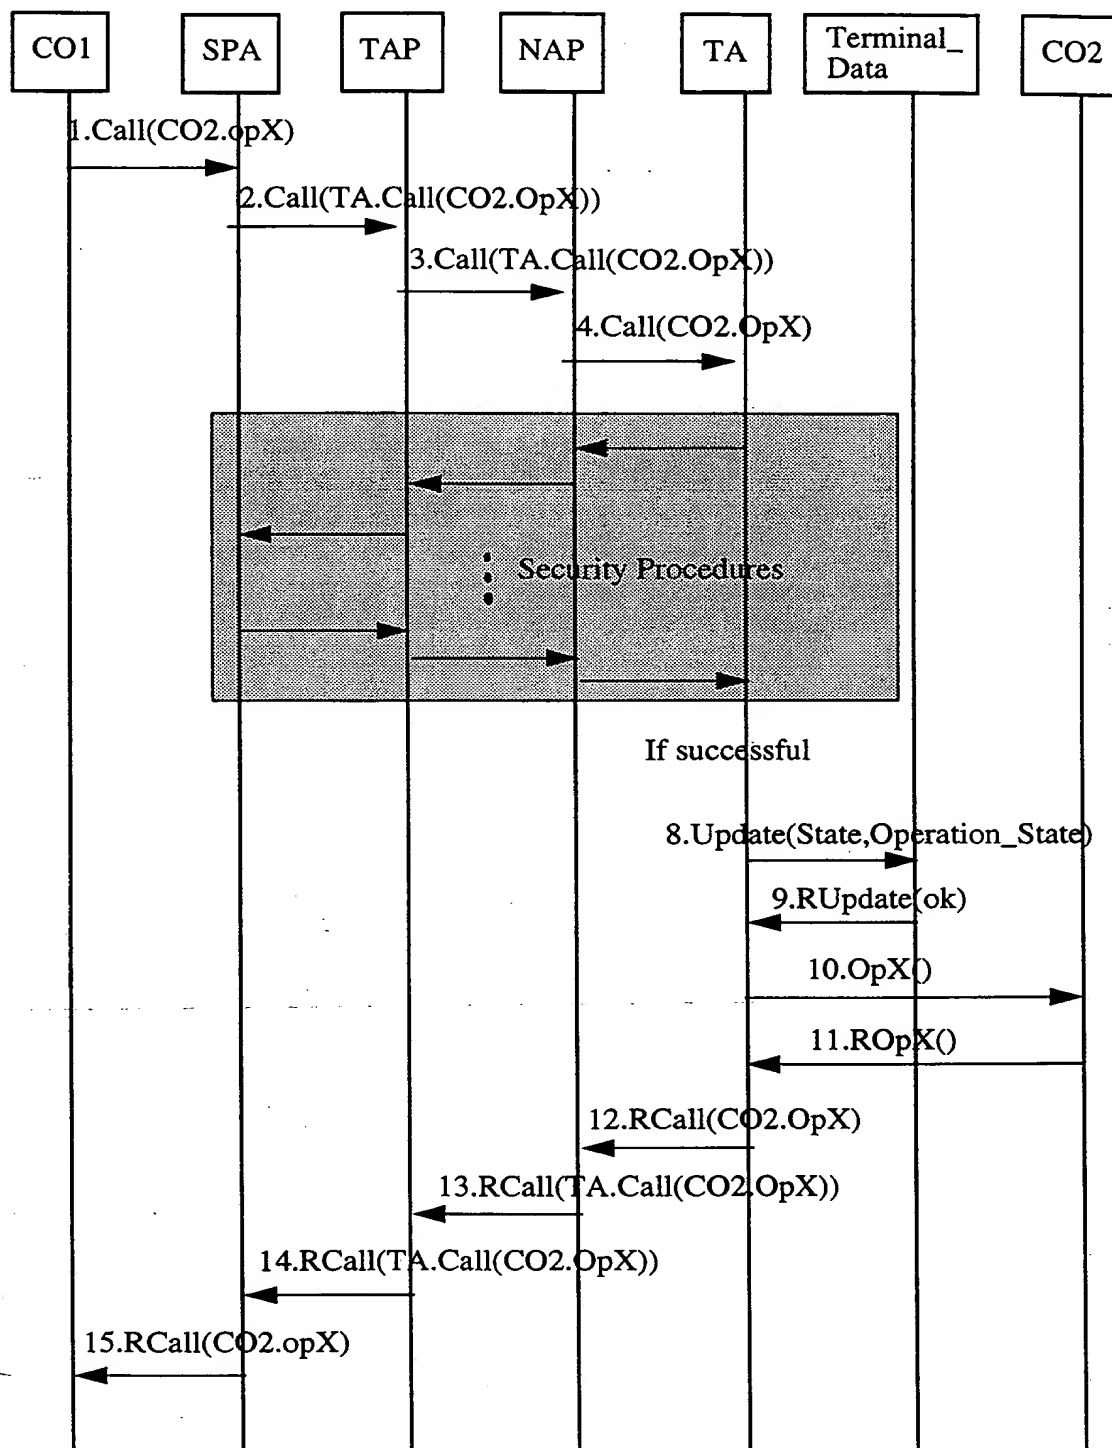 CO1
SPA
TAP
NAP
TA
Terminal_
Data
CO2
1.Call(CO2.opX)
2.Call(TA.Call(CO2.OpX))
3.Call(TA.Call(CO2.OpX))
4.Call(CO2.OpX)
Security Procedures
If successful
8.Update(State,Operation_State)
9.RUpdate(ok)
10.OpX()
11.ROpX()
12.RCall(CO2.OpX)
13.RCall(TA.Call(CO2.OpX))
14.RCall(TA.Call(CO2.OpX))
15.RCall(CO2.opX)